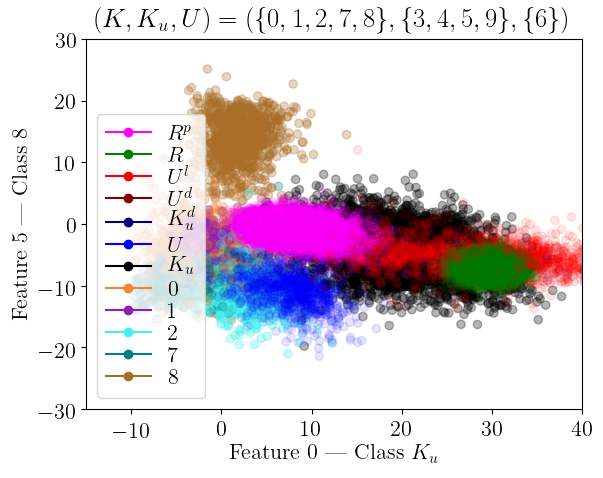 (K, K_u, U) = ({0, 1, 2, 7, 8}, {3, 4, 5, 9}, {6})
Feature 5 — Class 8
30
20
10
0
−10
−20
−30
R^p
R
U^l
U^d
K_u^d
U
K_u
0
1
2
7
8
−10
0
10
20
30
40
Feature 0 — Class K_u